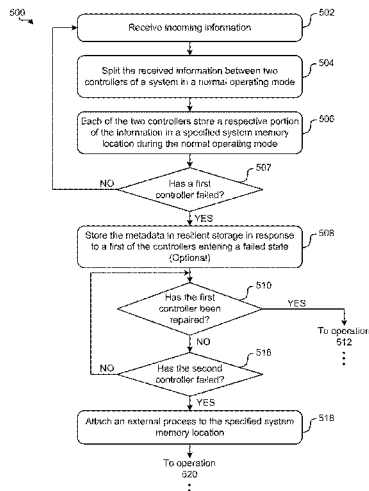 500
Receive incoming information
502
Split the received information between two
controllers of a system in a normal operating mode
504
Each of the two controllers store a respective portion
of the information in a specified system memory
location during the normal operating mode
506
507
Has a first
controller failed?
NO
YES
Store the metadata in resilient storage in response
to a first of the controllers entering a failed state
(Optional)
508
510
Has the first
controller been
repaired?
YES
To operation
512
NO
516
Has the second
controller failed?
NO
YES
Attach an external process to the specified system
memory location
518
To operation
520